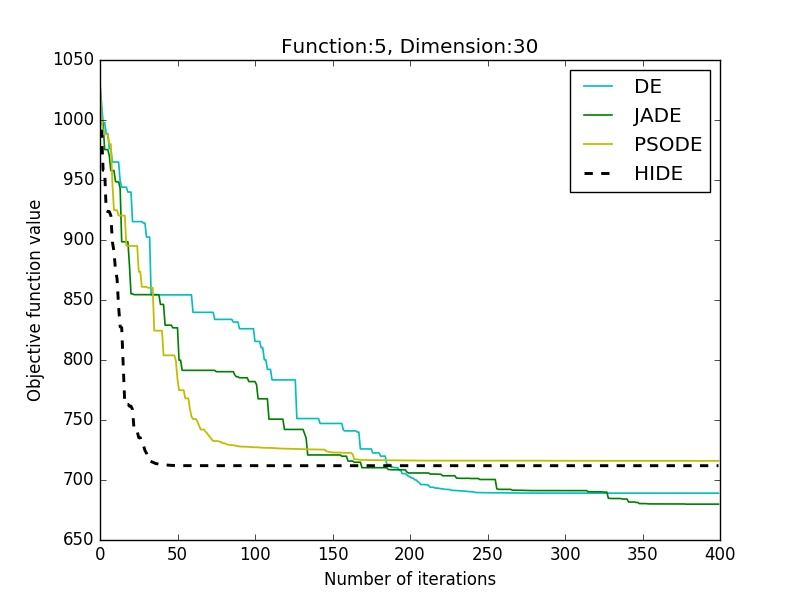 Function:5, Dimension:30
Objective function value
1050
1000
950
900
850
800
750
700
650
DE
JADE
PSODE
HIDE
0 50 100 150 200 250 300 350 400
Number of iterations